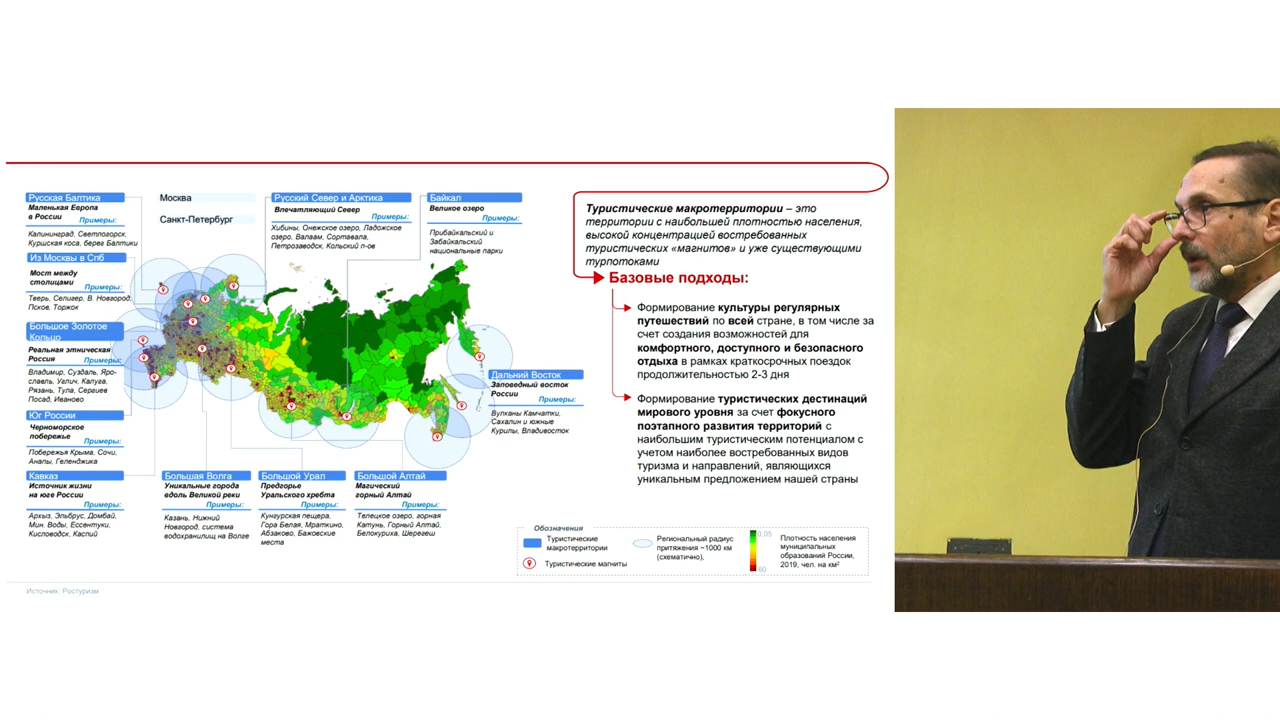 Русская Балтика
Маленькая Европа
в России
Примеры:
Калининград, Светлогорск,
Куршская коса, берег Балтики
Москва
Санкт-Петербург
Русский Север и Арктика
Впечатляющий Север
Примеры:
Хибины, Онежское озеро, Ладожское
озеро, Валаам, Сортавала,
Петрозаводск, Кольский п-ов
Байкал
Великое озеро
Примеры:
Прибайкальский и
Забайкальский
национальные парки
Из Москвы в Спб
Мост между
столицами
Примеры:
Тверь, Селигер, В. Новгород,
Псков, Торжок
Большое Золотое
Кольцо
Реальная этническая
Россия
Примеры:
Владимир, Суздаль, Яро-
славль, Углич, Калуга,
Рязань, Тула, Сергиев
Посад, Иваново
Юг России
Черноморское
побережье
Примеры:
Побережья Крыма, Сочи,
Анапы, Геленджика
Кавказ
Источник жизни
на юге России
Примеры:
Архыз, Эльбрус, Домбай,
Мин. Воды, Ессентуки,
Кисловодск, Каспий
Большая Волга
Уникальные города
вдоль Великой реки
Примеры:
Казань, Нижний
Новгород, система
водохранилищ на Волге
Большой Урал
Предгорье
Уральского хребта
Примеры:
Кунгурская пещера,
Гора Белая, Мраткино,
Абзаково, Бажовские
места
Большой Алтай
Магический
горный Алтай
Примеры:
Телецкое озеро, горная
Катунь, Горный Алтай,
Белокуриха, Шерегеш
Дальний Восток
Заповедный восток
России
Примеры:
Вулканы Камчатки,
Сахалин и южные
Курилы, Владивосток
Туристические макротерритории – это
территории с наибольшей плотностью населения,
высокой концентрацией востребованных
туристических «магнитов» и уже существующими
турпотоками
Базовые подходы:
Формирование культуры регулярных
путешествий по всей стране, в том числе за
счет создания возможностей для
комфортного, доступного и безопасного
отдыха в рамках краткосрочных поездок
продолжительностью 2-3 дня
Формирование туристических дестинаций
мирового уровня за счет фокусного
поэтапного развития территорий с
наибольшим туристическим потенциалом с
учетом наиболее востребованных видов
туризма и направлений, являющихся
уникальным предложением нашей страны
Обозначения
Туристические
макротерритории
Туристические магниты
Региональный радиус
притяжения ~1000 км
(схематично),
0,05
60
Плотность населения
муниципальных
образований России,
2019, чел. на км²
Источник. Ростуризм